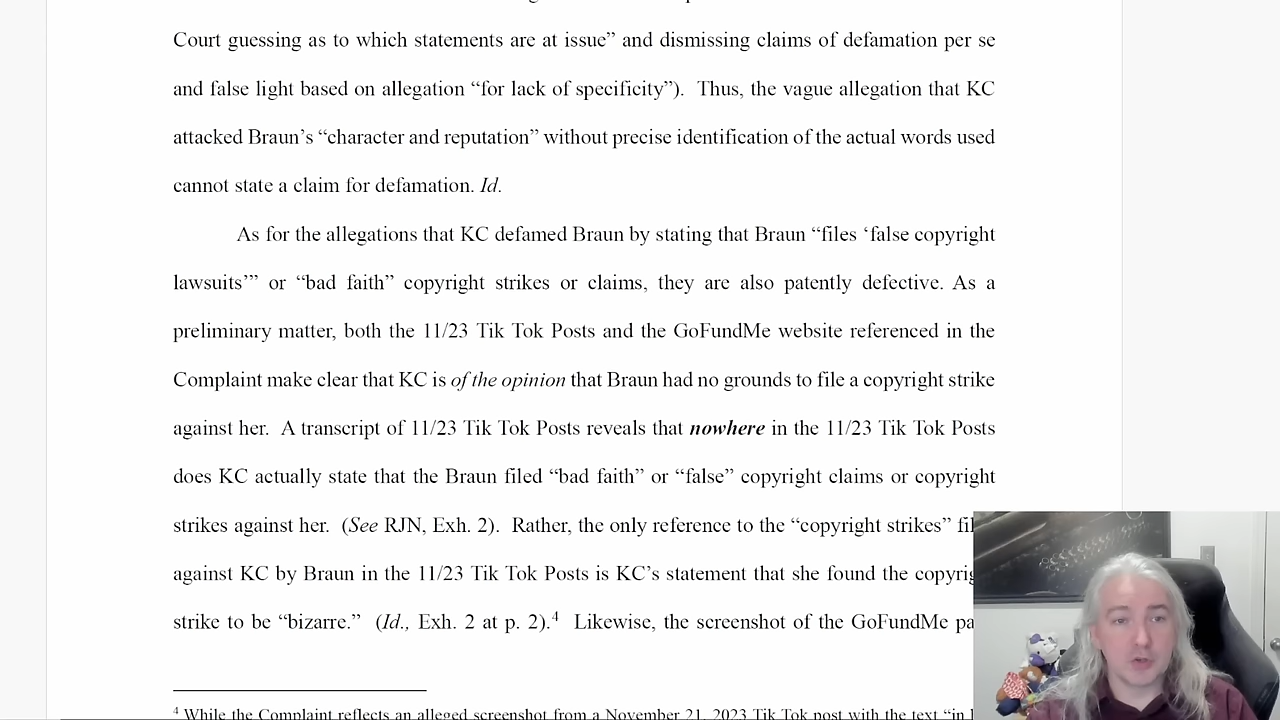 Court guessing as to which statements are at issue” and dismissing claims of defamation per se
and false light based on allegation “for lack of specificity”).  Thus, the vague allegation that KC
attacked Braun’s “character and reputation” without precise identification of the actual words used
cannot state a claim for defamation. Id.
As for the allegations that KC defamed Braun by stating that Braun “files ‘false copyright
lawsuits’” or “bad faith” copyright strikes or claims, they are also patently defective. As a
preliminary matter, both the 11/23 Tik Tok Posts and the GoFundMe website referenced in the
Complaint make clear that KC is of the opinion that Braun had no grounds to file a copyright strike
against her.  A transcript of 11/23 Tik Tok Posts reveals that nowhere in the 11/23 Tik Tok Posts
does KC actually state that the Braun filed “bad faith” or “false” copyright claims or copyright
strikes against her.  (See RJN, Exh. 2).  Rather, the only reference to the “copyright strikes”
against KC by Braun in the 11/23 Tik Tok Posts is KC’s statement that she found the
strike to be “bizarre.”  (Id., Exh. 2 at p. 2).4  Likewise, the screenshot of the GoFundMe
4 While the Complaint reflects an alleged screenshot from a November 21, 2023 Tik Tok post with the text “in